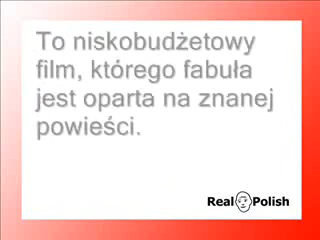 To niskobudżetowy
film, którego fabuła
jest oparta na znanej
powieści.
Real Polish